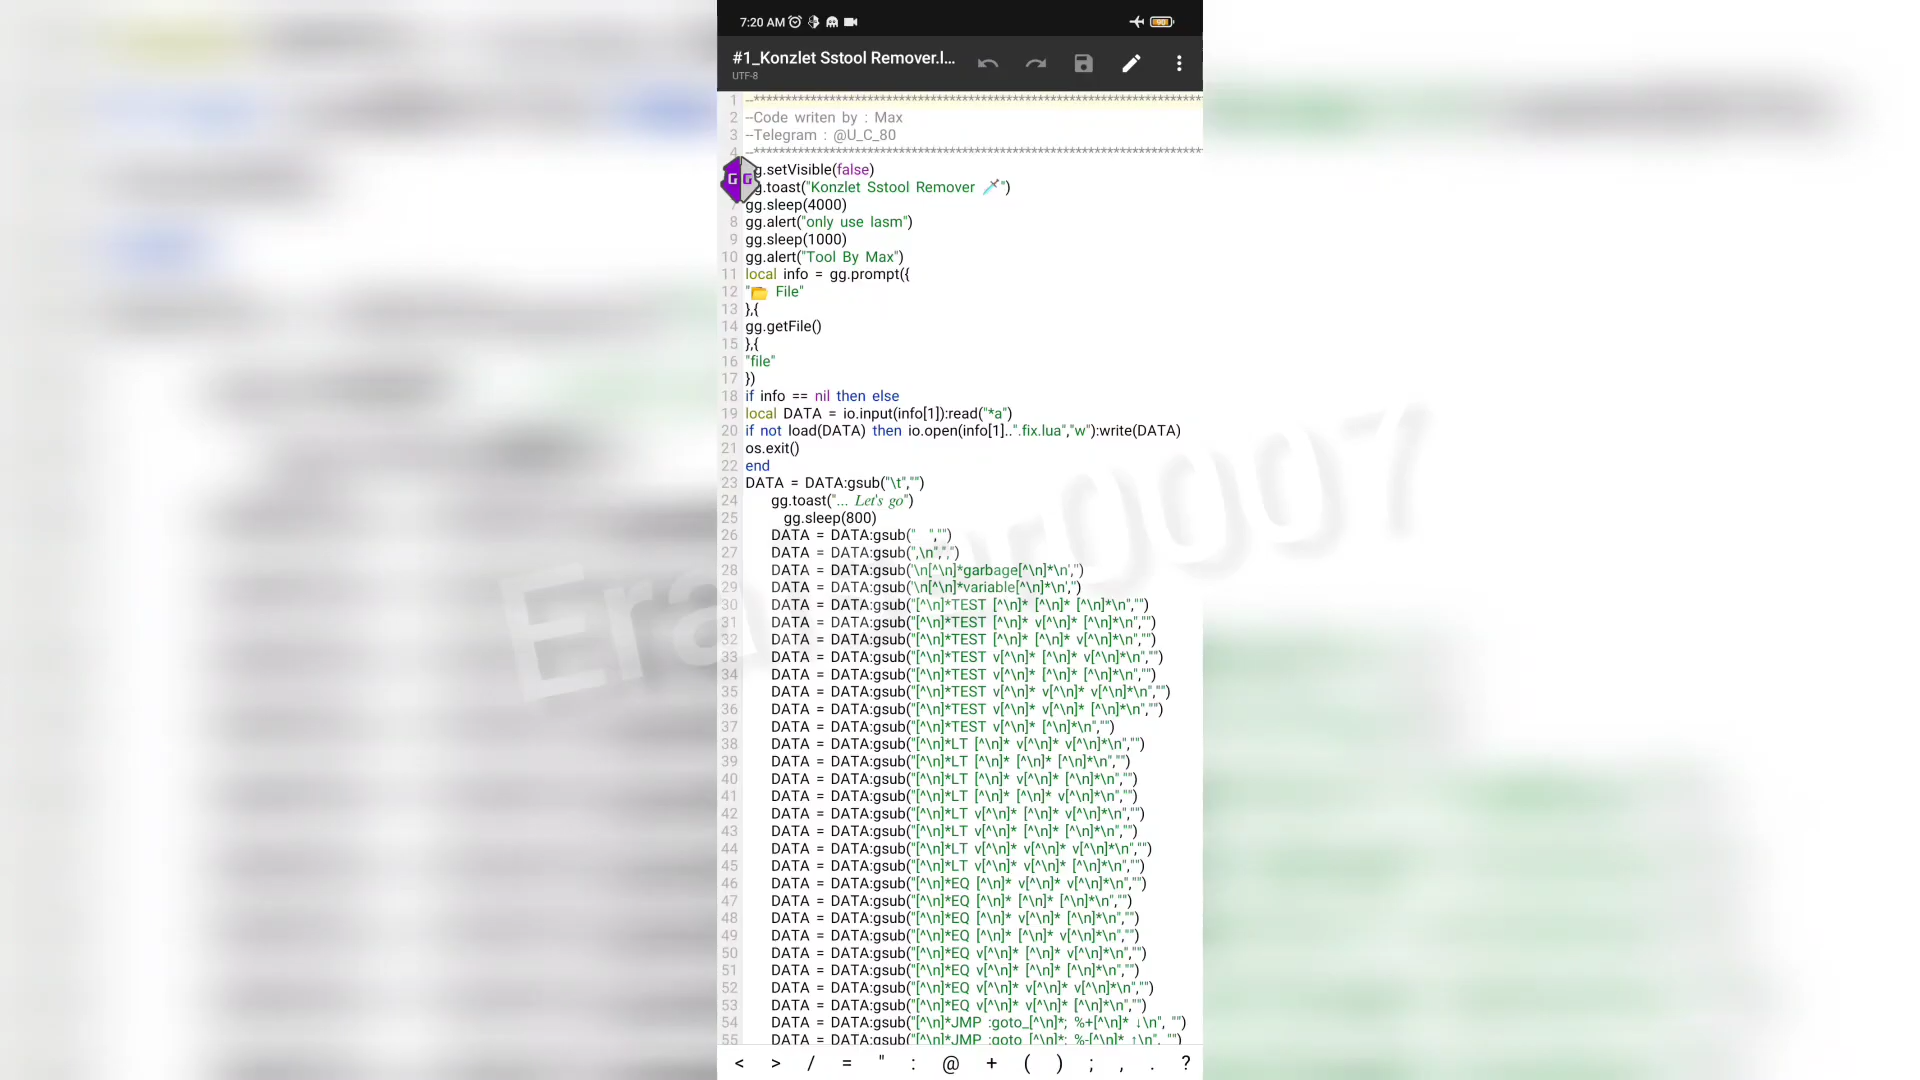 7:20 AM
90
#1_Konzlet Sstool Remover.l...
UTF-8
1 --**********************************************************************
2 --Code writen by : Max
3 --Telegram : @U_C_80
4 --**********************************************************************
GG g.setVisible(false)
g.toast("Konzlet Sstool Remover 🗡️")
7 gg.sleep(4000)
8 gg.alert("only use lasm")
9 gg.sleep(1000)
10 gg.alert("Tool By Max")
11 local info = gg.prompt({
12 "📁 File"
13 },{
14 gg.getFile()
15 },{
16 "file"
17 })
18 if info == nil then else
19 local DATA = io.input(info[1]):read("*a")
20 if not load(DATA) then io.open(info[1]..".fix.lua","w"):write(DATA)
21 os.exit()
22 end
23 DATA = DATA:gsub("\t","")
24 gg.toast("... Let's go")
25 gg.sleep(800)
26 DATA = DATA:gsub("  ","")
27 DATA = DATA:gsub(",\n",",")
28 DATA = DATA:gsub('\n[^\n]*garbage[^\n]*\n','')
29 DATA = DATA:gsub('\n[^\n]*variable[^\n]*\n','')
30 DATA = DATA:gsub("[^\n]*TEST [^\n]* [^\n]* [^\n]*\n","")
31 DATA = DATA:gsub("[^\n]*TEST [^\n]* v[^\n]* [^\n]*\n","")
32 DATA = DATA:gsub("[^\n]*TEST [^\n]* [^\n]* v[^\n]*\n","")
33 DATA = DATA:gsub("[^\n]*TEST v[^\n]* [^\n]* v[^\n]*\n","")
34 DATA = DATA:gsub("[^\n]*TEST v[^\n]* [^\n]* [^\n]*\n","")
35 DATA = DATA:gsub("[^\n]*TEST v[^\n]* v[^\n]* v[^\n]*\n","")
36 DATA = DATA:gsub("[^\n]*TEST v[^\n]* v[^\n]* [^\n]*\n","")
37 DATA = DATA:gsub("[^\n]*TEST v[^\n]* [^\n]*\n","")
38 DATA = DATA:gsub("[^\n]*LT [^\n]* v[^\n]* v[^\n]*\n","")
39 DATA = DATA:gsub("[^\n]*LT [^\n]* [^\n]* [^\n]*\n","")
40 DATA = DATA:gsub("[^\n]*LT [^\n]* v[^\n]* [^\n]*\n","")
41 DATA = DATA:gsub("[^\n]*LT [^\n]* [^\n]* v[^\n]*\n","")
42 DATA = DATA:gsub("[^\n]*LT v[^\n]* [^\n]* v[^\n]*\n","")
43 DATA = DATA:gsub("[^\n]*LT v[^\n]* [^\n]* [^\n]*\n","")
44 DATA = DATA:gsub("[^\n]*LT v[^\n]* v[^\n]* v[^\n]*\n","")
45 DATA = DATA:gsub("[^\n]*LT v[^\n]* v[^\n]* [^\n]*\n","")
46 DATA = DATA:gsub("[^\n]*EQ [^\n]* v[^\n]* v[^\n]*\n","")
47 DATA = DATA:gsub("[^\n]*EQ [^\n]* [^\n]* [^\n]*\n","")
48 DATA = DATA:gsub("[^\n]*EQ [^\n]* v[^\n]* [^\n]*\n","")
49 DATA = DATA:gsub("[^\n]*EQ [^\n]* [^\n]* v[^\n]*\n","")
50 DATA = DATA:gsub("[^\n]*EQ v[^\n]* [^\n]* v[^\n]*\n","")
51 DATA = DATA:gsub("[^\n]*EQ v[^\n]* [^\n]* [^\n]*\n","")
52 DATA = DATA:gsub("[^\n]*EQ v[^\n]* v[^\n]* v[^\n]*\n","")
53 DATA = DATA:gsub("[^\n]*EQ v[^\n]* v[^\n]* [^\n]*\n","")
54 DATA = DATA:gsub("[^\n]*JMP :goto_[^\n]*; %+[^\n]* ↓\n", "")
55 DATA = DATA:gsub("[^\n]*JMP :goto_[^\n]*; %-[^\n]* ↑\n", "")
< > / = " : @ + ( ) ; , . ?